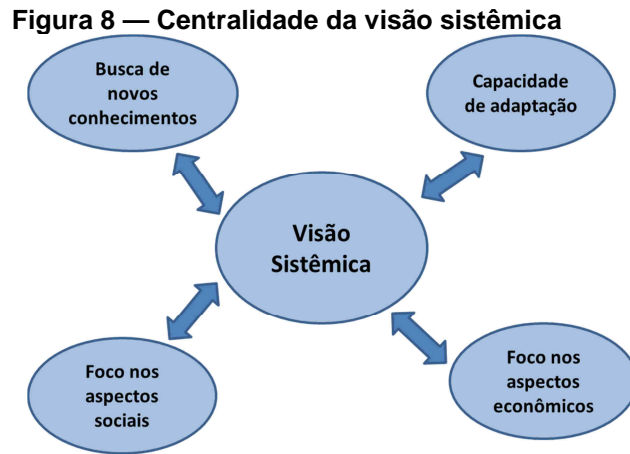 Figura 8 — Centralidade da visão sistêmica
Busca de
novos
conhecimentos
Capacidade
de adaptação
Visão
Sistêmica
Foco nos
aspectos
sociais
Foco nos
aspectos
econômicos